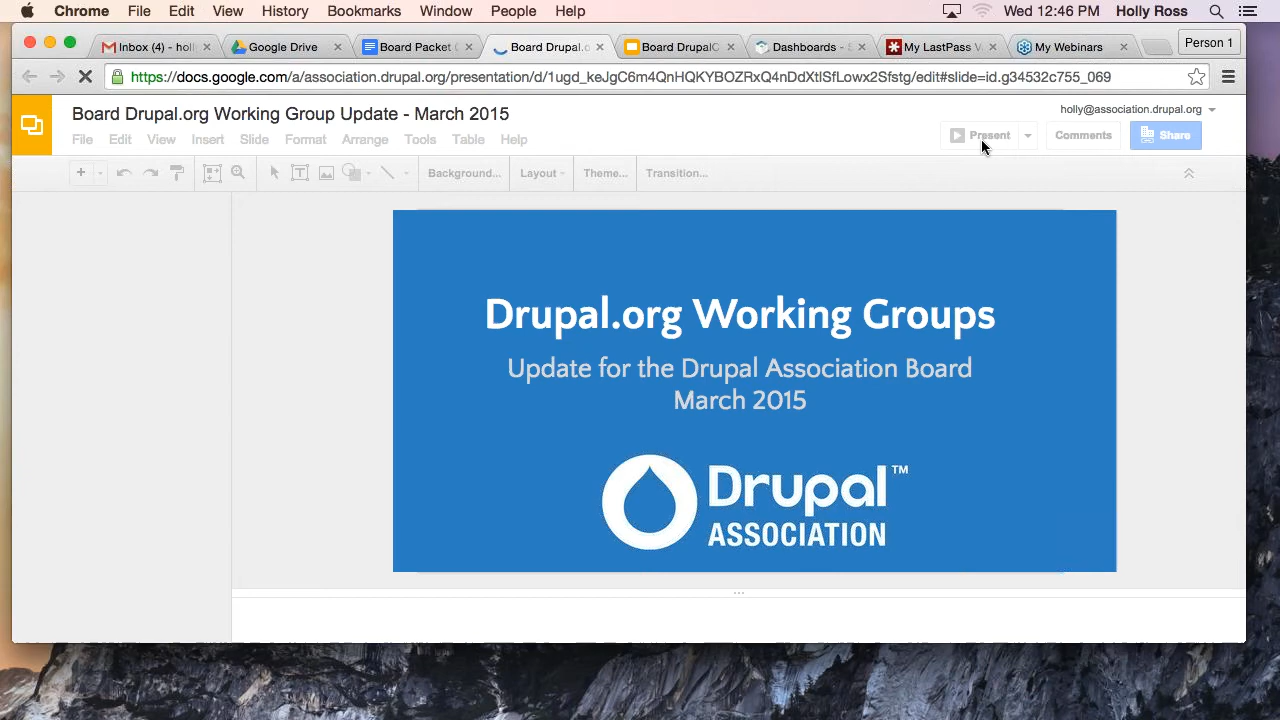 Chrome File Edit View History Bookmarks Window People Help Wed 12:46 PM Holly Ross
Inbox (4) - holl Google Drive Board Packet Board Drupal.o Board Drupal Dashboards - S My LastPass V My Webinars Person 1
https://docs.google.com/a/association.drupal.org/presentation/d/1ugd_keJgC6m4QnHQKYBOZRxQ4nDdXtlSfLowx2Sfstg/edit#slide=id.g34532c755_069
Board Drupal.org Working Group Update - March 2015
holly@association.drupal.org
File Edit View Insert Format Slide Arrange Tools Table Help
Present Comments Share
Background... Layout Theme... Transition...
Drupal.org Working Groups
Update for the Drupal Association Board
March 2015
Drupal™
ASSOCIATION